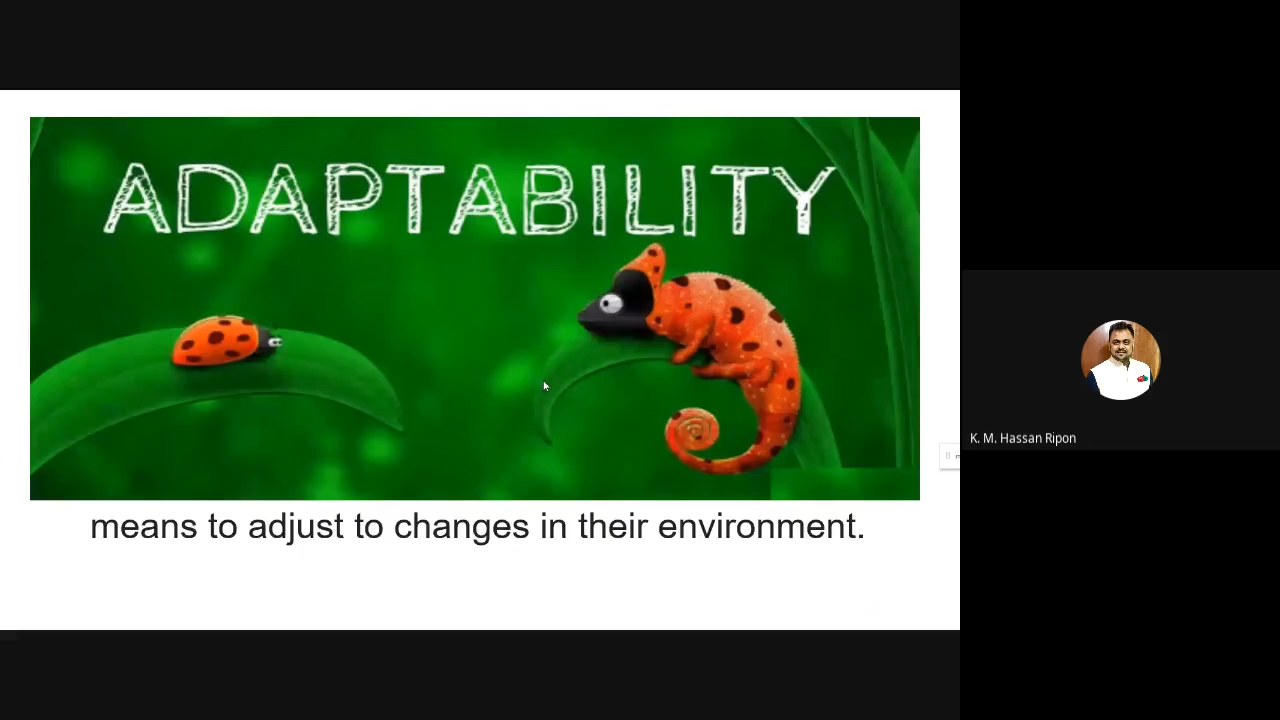 ADAPTABILITY
means to adjust to changes in their environment.
K. M. Hassan Ripon